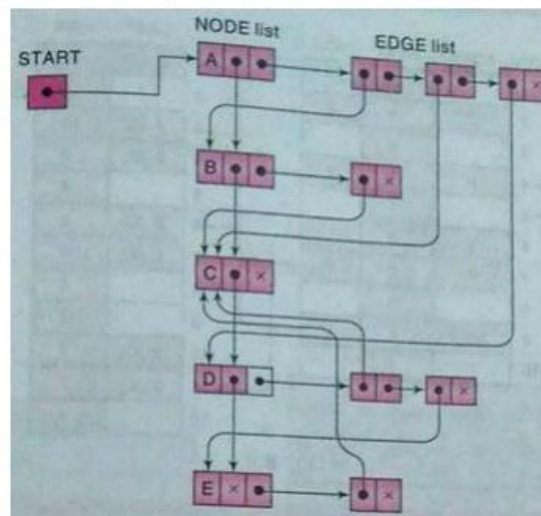 NODE list
EDGE list
START
A
×
B
×
C ×
D
×
E ×
×